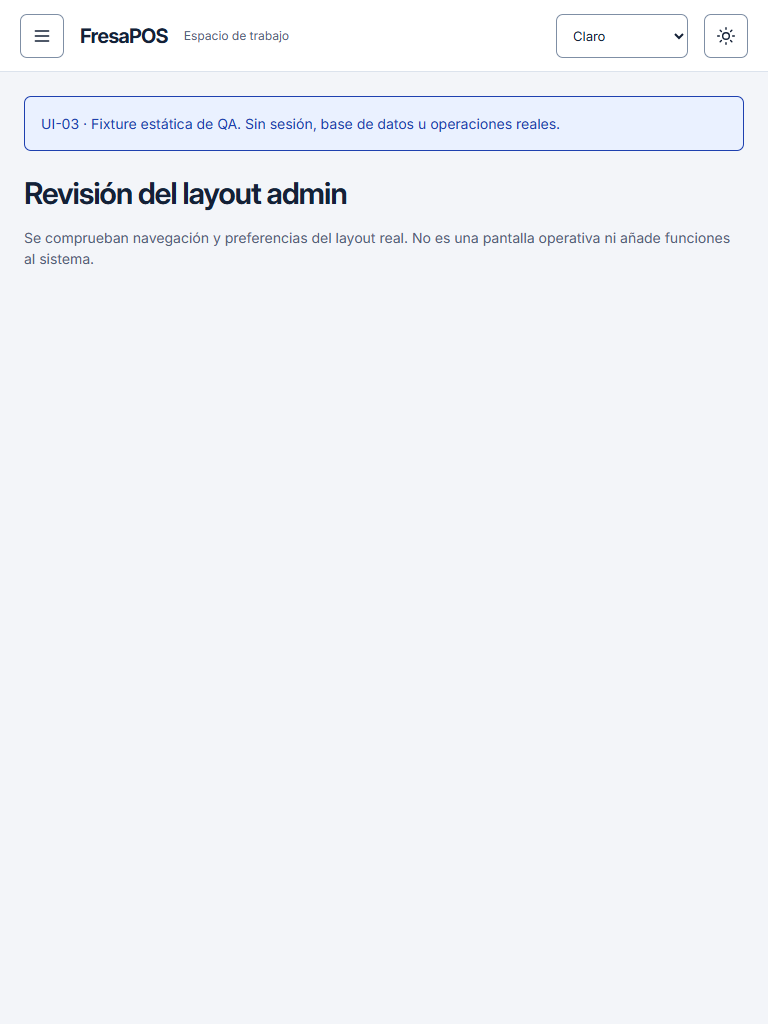 FresaPOS
Espacio de trabajo
Claro
UI-03 · Fixture estática de QA. Sin sesión, base de datos u operaciones reales.
Revisión del layout admin
Se comprueban navegación y preferencias del layout real. No es una pantalla operativa ni añade funciones
al sistema.